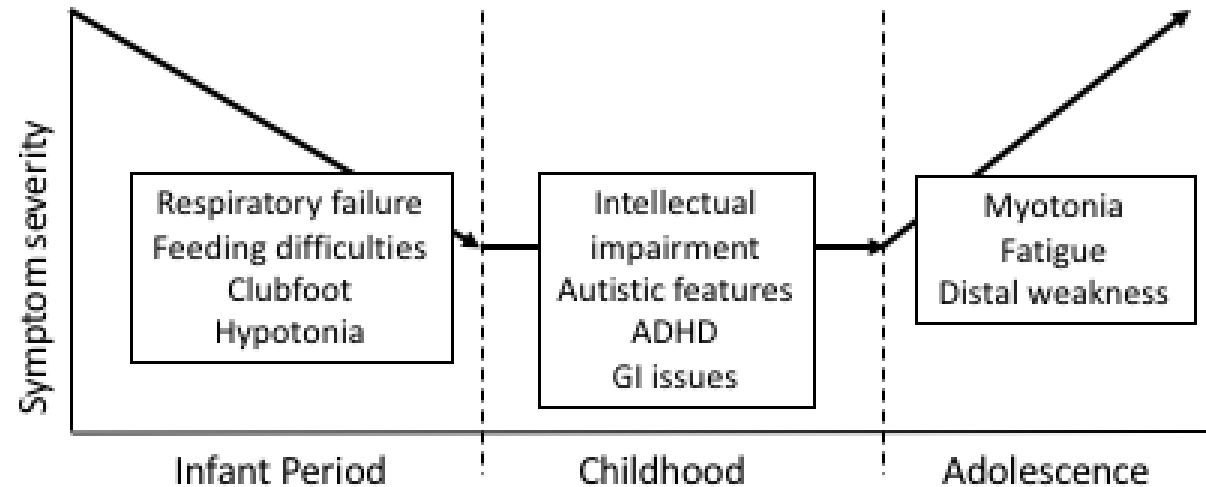 Symptom severity
Respiratory failure
Feeding difficulties
Clubfoot
Hypotonia
Intellectual
impairment
Autistic features
ADHD
GI issues
Myotonia
Fatigue
Distal weakness
Infant Period
Childhood
Adolescence